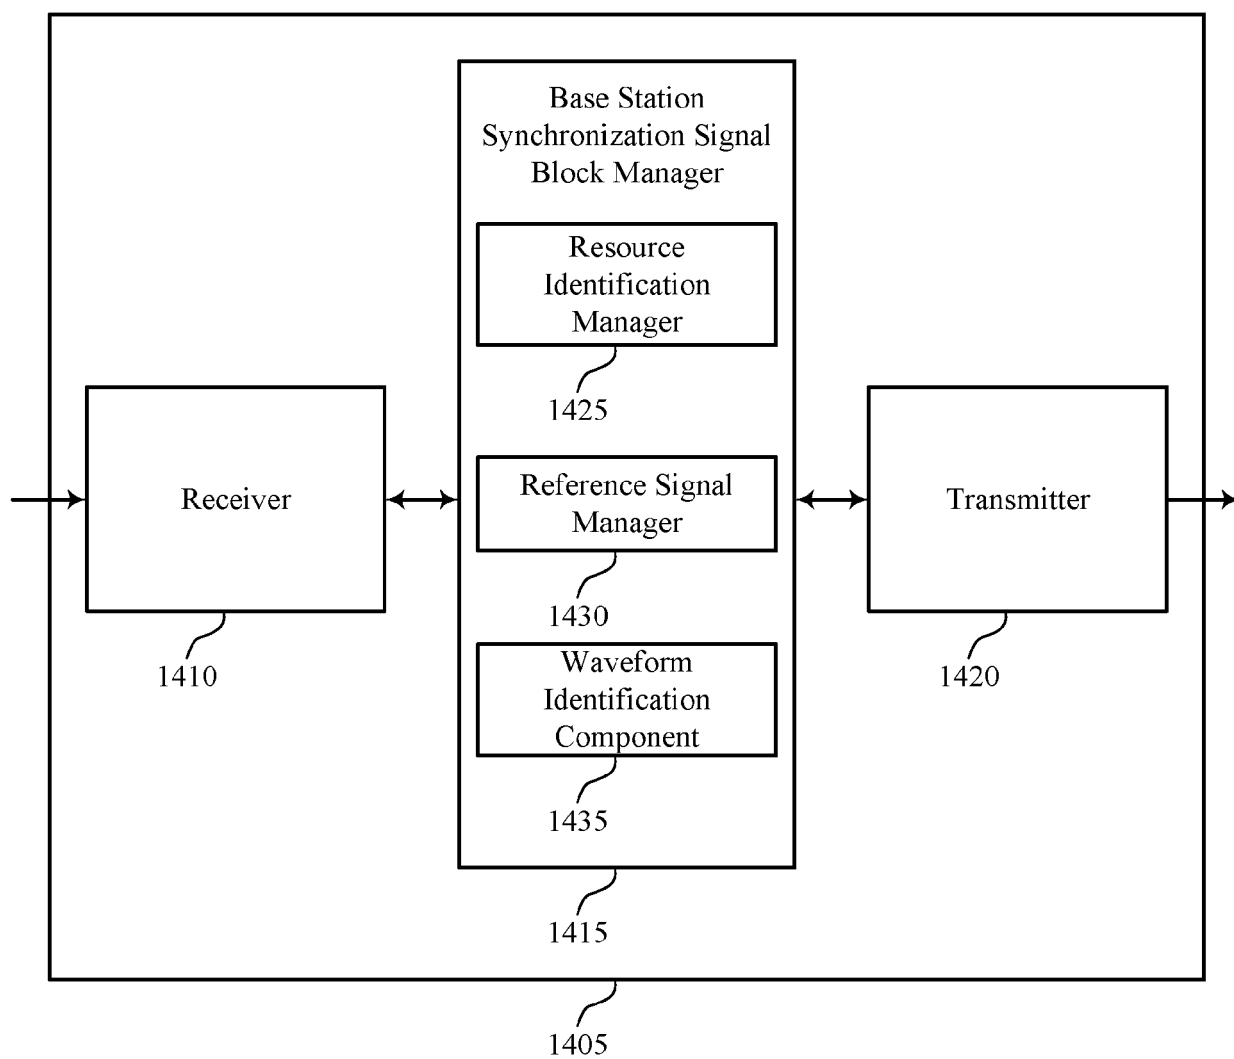 Base Station
Synchronization Signal
Block Manager
Resource
Identification
Manager
1425
Receiver
Reference Signal
Manager
Transmitter
1430
1410
1420
Waveform
Identification
Component
1435
1415
1405